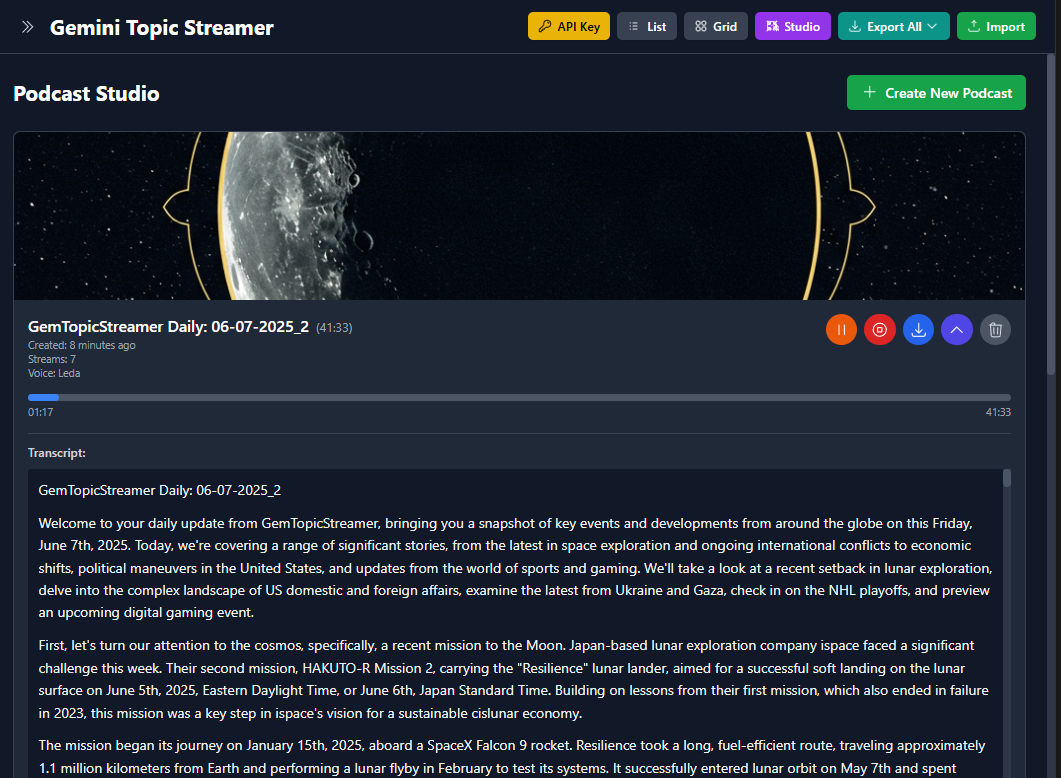 Gemini Topic Streamer
API Key
List
Grid
Studio
Export All
Import
Podcast Studio
Create New Podcast
GemTopicStreamer Daily: 06-07-2025_2 (41:33)
Created: 8 minutes ago
Streams: 7
Voice: Leda
01:17
41:33
Transcript:
GemTopicStreamer Daily: 06-07-2025_2
Welcome to your daily update from GemTopicStreamer, bringing you a snapshot of key events and developments from around the globe on this Friday,
June 7th, 2025. Today, we're covering a range of significant stories, from the latest in space exploration and ongoing international conflicts to economic
shifts, political maneuvers in the United States, and updates from the world of sports and gaming. We'll take a look at a recent setback in lunar exploration,
delve into the complex landscape of US domestic and foreign affairs, examine the latest from Ukraine and Gaza, check in on the NHL playoffs, and preview
an upcoming digital gaming event.
First, let's turn our attention to the cosmos, specifically, a recent mission to the Moon. Japan-based lunar exploration company ispace faced a significant
challenge this week. Their second mission, HAKUTO-R Mission 2, carrying the "Resilience" lunar lander, aimed for a successful soft landing on the lunar
surface on June 5th, 2025, Eastern Daylight Time, or June 6th, Japan Standard Time. Building on lessons from their first mission, which also ended in failure
in 2023, this mission was a key step in ispace's vision for a sustainable cislunar economy.
The mission began its journey on January 15th, 2025, aboard a SpaceX Falcon 9 rocket. Resilience took a long, fuel-efficient route, traveling approximately
1.1 million kilometers from Earth and performing a lunar flyby in February to test its systems. It successfully entered lunar orbit on May 7th and spent